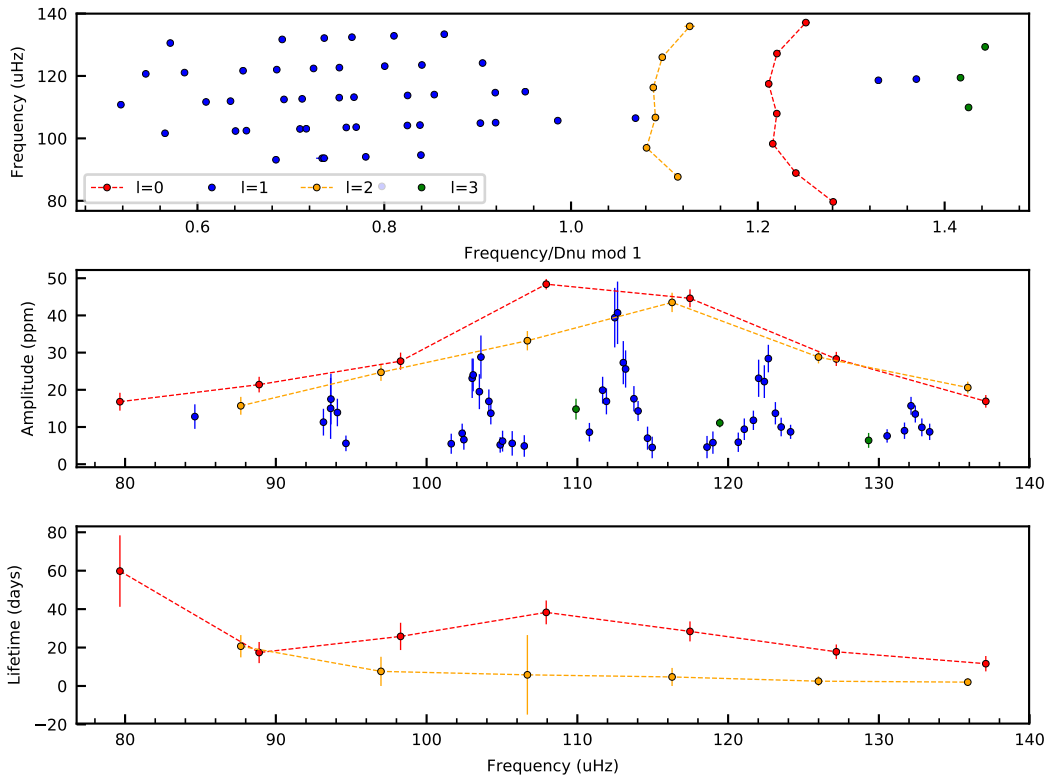 140
120
100
80
Frequency (uHz)
l=0 l=1 l=2 l=3
0.6 0.8 1.0 1.2 1.4
Frequency/Dnu mod 1
50
40
30
20
10
0
Amplitude (ppm)
80 90 100 110 120 130 140
80
60
40
20
0
−20
Lifetime (days)
80 90 100 110 120 130 140
Frequency (uHz)